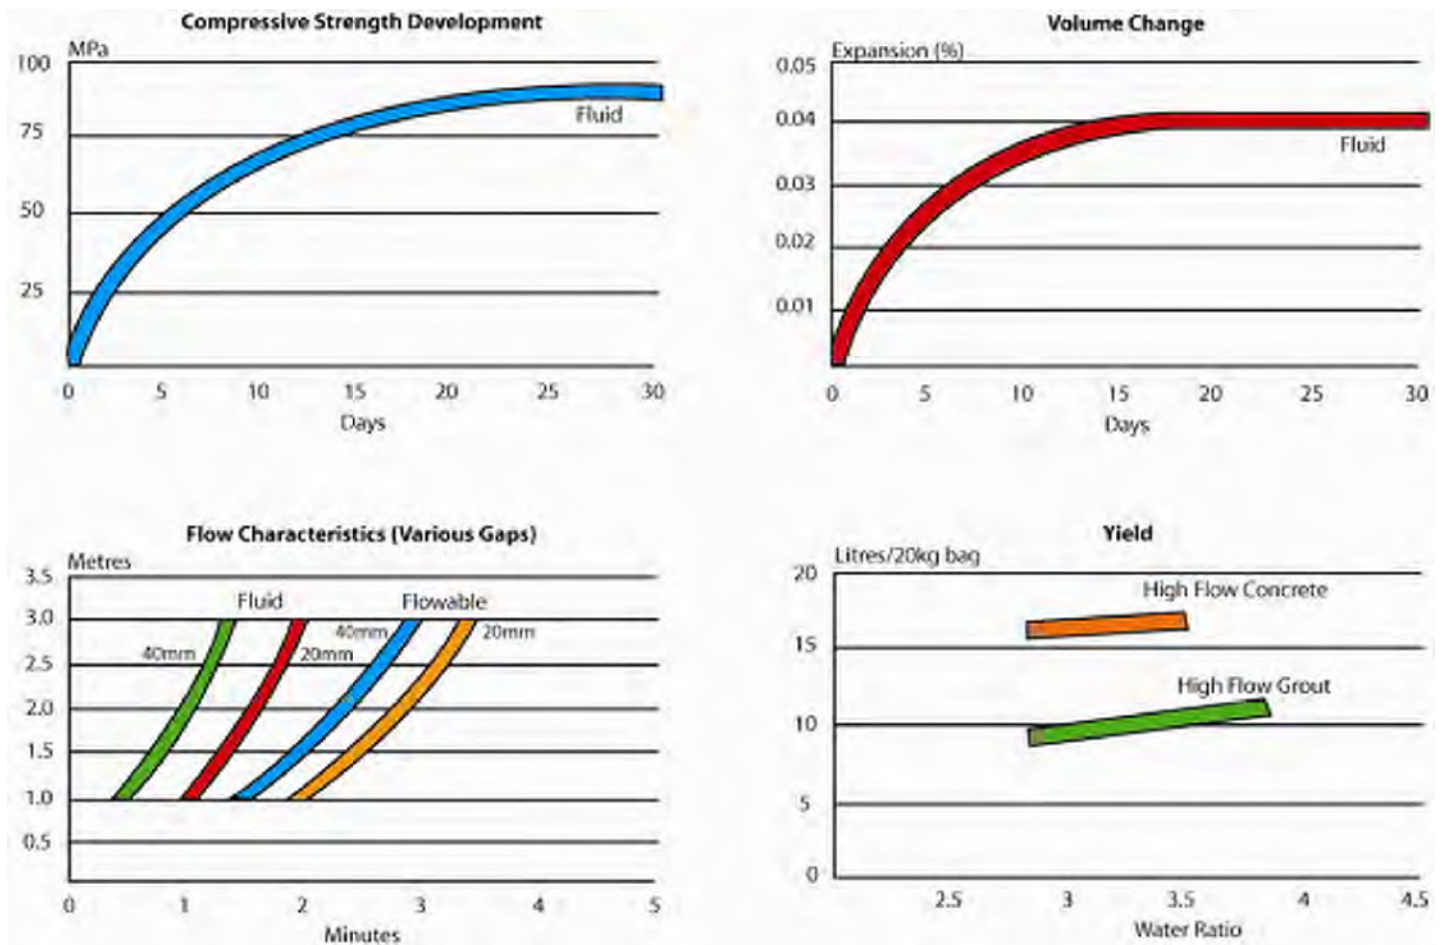 Compressive Strength Development
MPa
100
75
50
25
Fluid
0 5 10 15 20 25 30
Days
Volume Change
Expansion (%)
0.05
0.04
0.03
0.02
0.01
Fluid
0 5 10 15 20 25 30
Days
Flow Characteristics (Various Gaps)
Metres
3.5
3.0
2.5
2.0
1.5
1.0
0.5
Fluid Flowable
40mm 20mm 40mm 20mm
0 1 2 3 4 5
Minutes
Yield
Litres/20kg bag
20
15
10
5
0
High Flow Concrete
High Flow Grout
2.5 3 3.5 4 4.5
Water Ratio